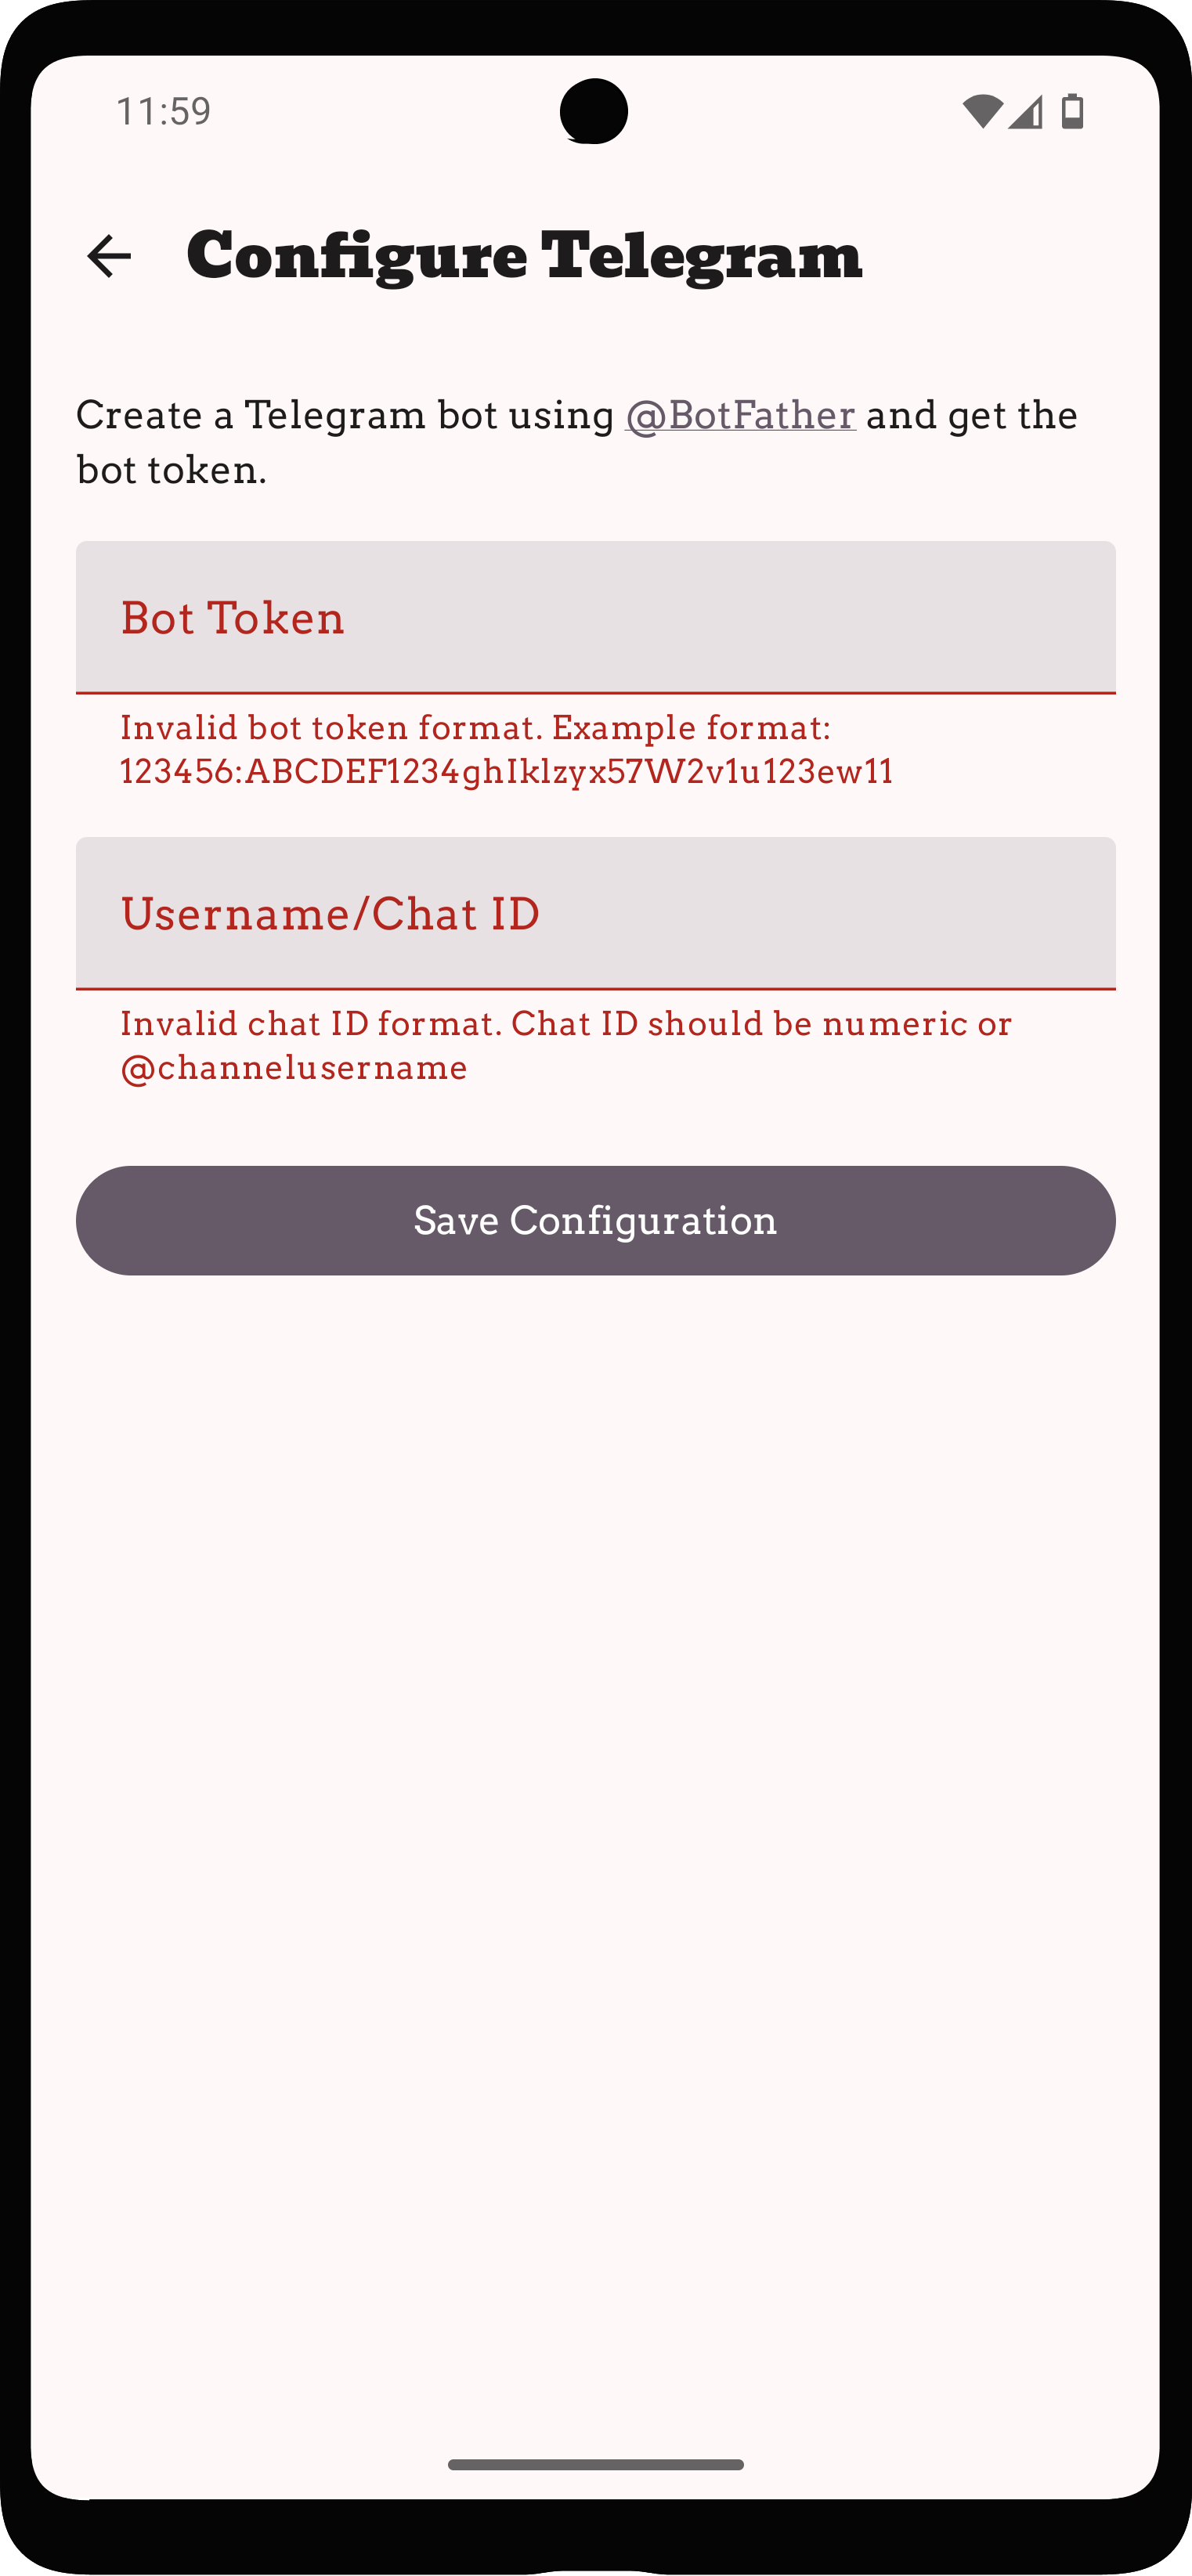 11:59
Configure Telegram
Create a Telegram bot using @BotFather and get the
bot token.
Bot Token
Invalid bot token format. Example format:
123456:ABCDEF1234ghIklzyx57W2v1u123ew11
Username/Chat ID
Invalid chat ID format. Chat ID should be numeric or
@channelusername
Save Configuration